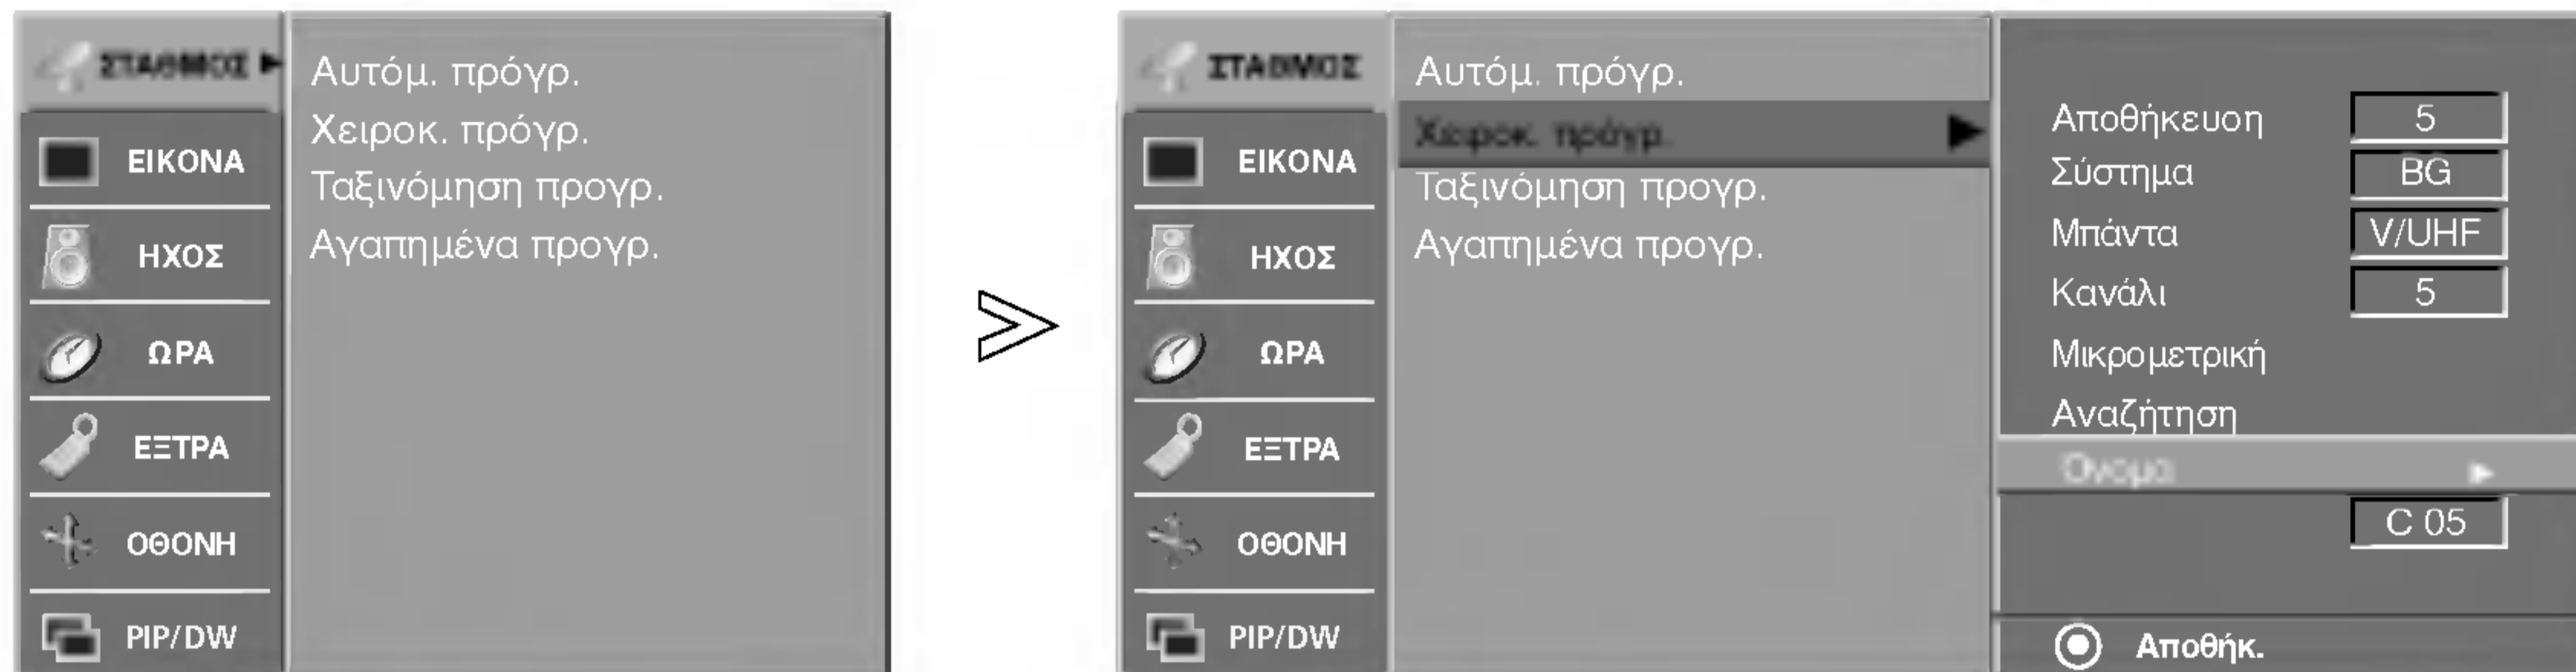 ΣΤΑΘΜΟΣ
ΕΙΚΟΝΑ
ΗΧΟΣ
ΩΡΑ
ΕΞΤΡΑ
ΟΘΟΝΗ
PIP/DW
Αυτόμ. πρόγρ.
Χειροκ. πρόγρ.
Ταξινόμηση προγρ.
Αγαπημένα προγρ.
ΣΤΑΘΜΟΣ
ΕΙΚΟΝΑ
ΗΧΟΣ
ΩΡΑ
ΕΞΤΡΑ
ΟΘΟΝΗ
PIP/DW
Αυτόμ. πρόγρ.
Χειροκ. πρόγρ.
Ταξινόμηση προγρ.
Αγαπημένα προγρ.
Αποθήκευση 5
Σύστημα BG
Μπάντα V/UHF
Κανάλι 5
Μικρομετρική
Αναζήτηση
Όνομα
C 05
Αποθήκ.